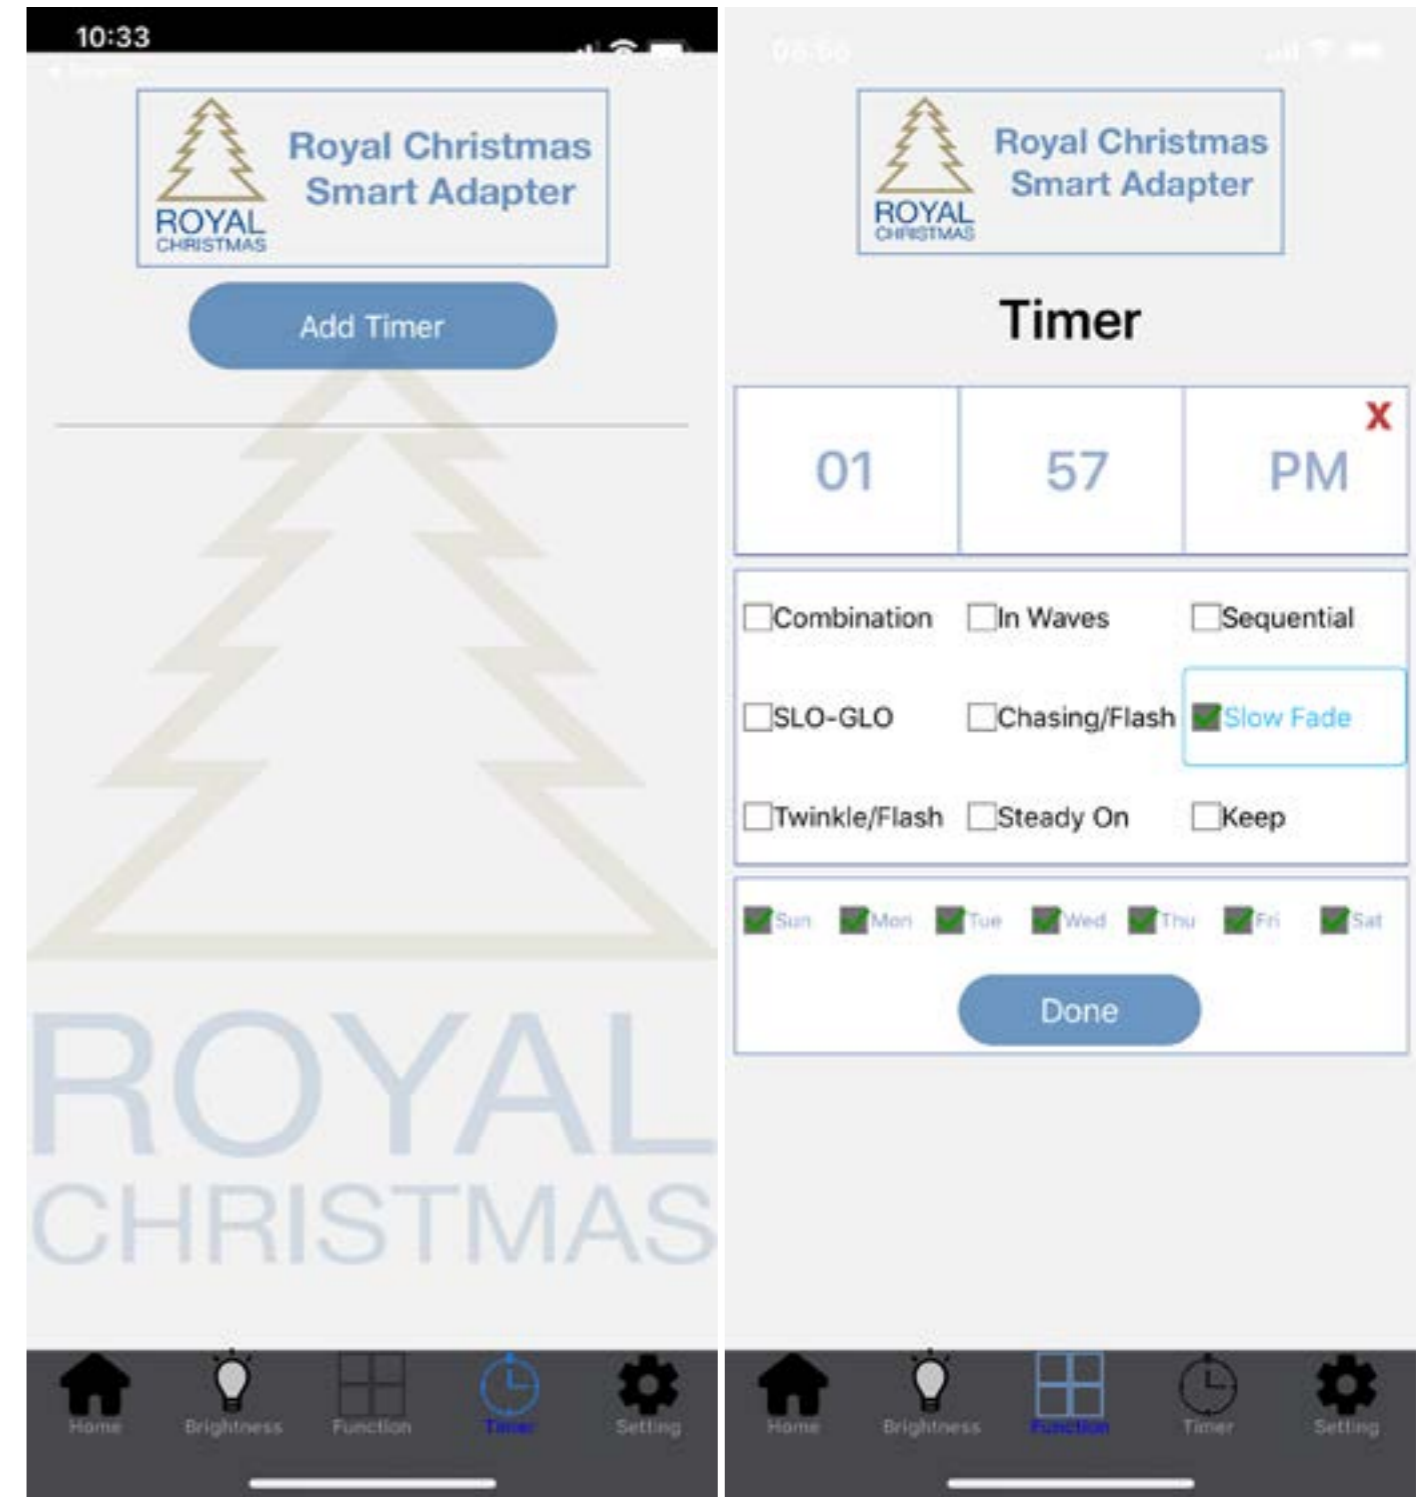 10:33
ROYAL
CHRISTMAS
Royal Christmas
Smart Adapter
Add Timer
ROYAL
CHRISTMAS
Home Brightness Function Timer Setting
ROYAL
CHRISTMAS
Royal Christmas
Smart Adapter
Timer
X
01 57 PM
Combination In Waves Sequential
SLO-GLO Chasing/Flash Slow Fade
Twinkle/Flash Steady On Keep
Sun Mon Tue Wed Thu Fri Sat
Done
Home Brightness Function Timer Setting